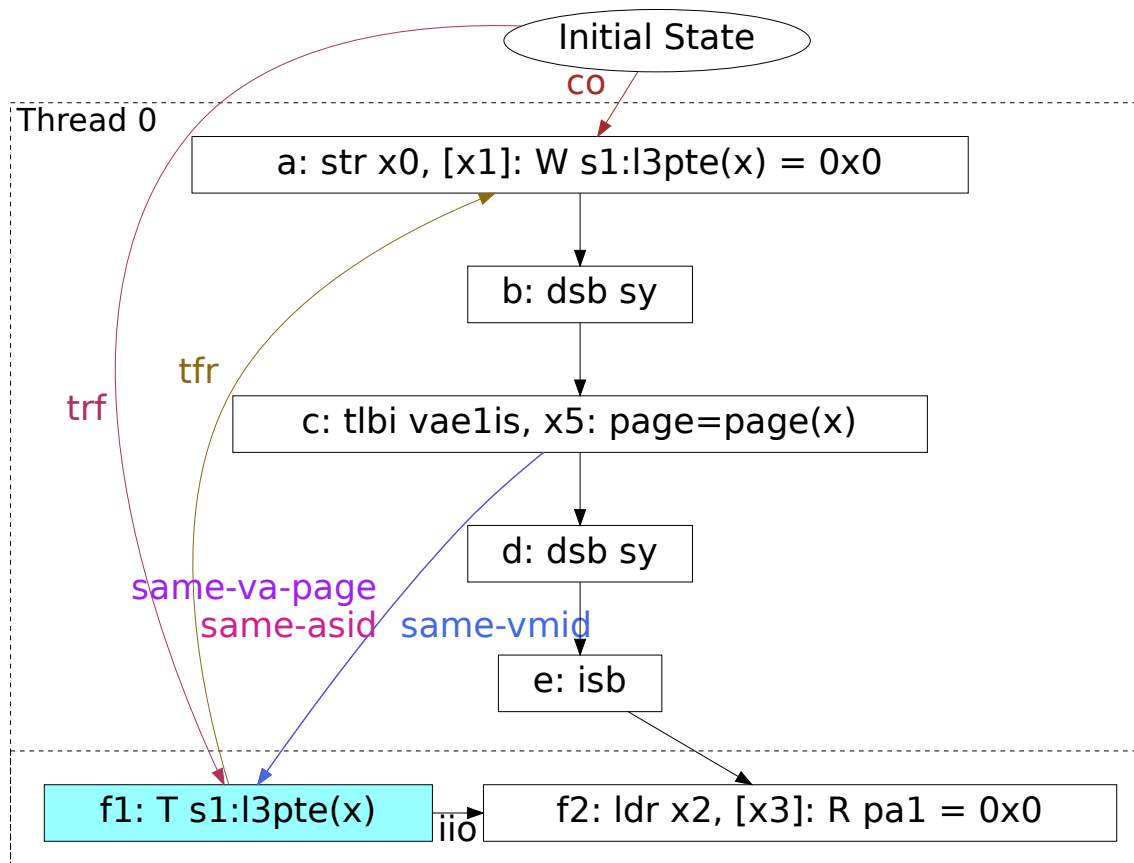 Initial State
co
Thread 0
a: str x0, [x1]: W s1:l3pte(x) = 0x0
b: dsb sy
tfr
trf
c: tlbi vae1is, x5: page=page(x)
d: dsb sy
same-va-page
same-asid
same-vmid
e: isb
f1: T s1:l3pte(x)
iio
f2: ldr x2, [x3]: R pa1 = 0x0